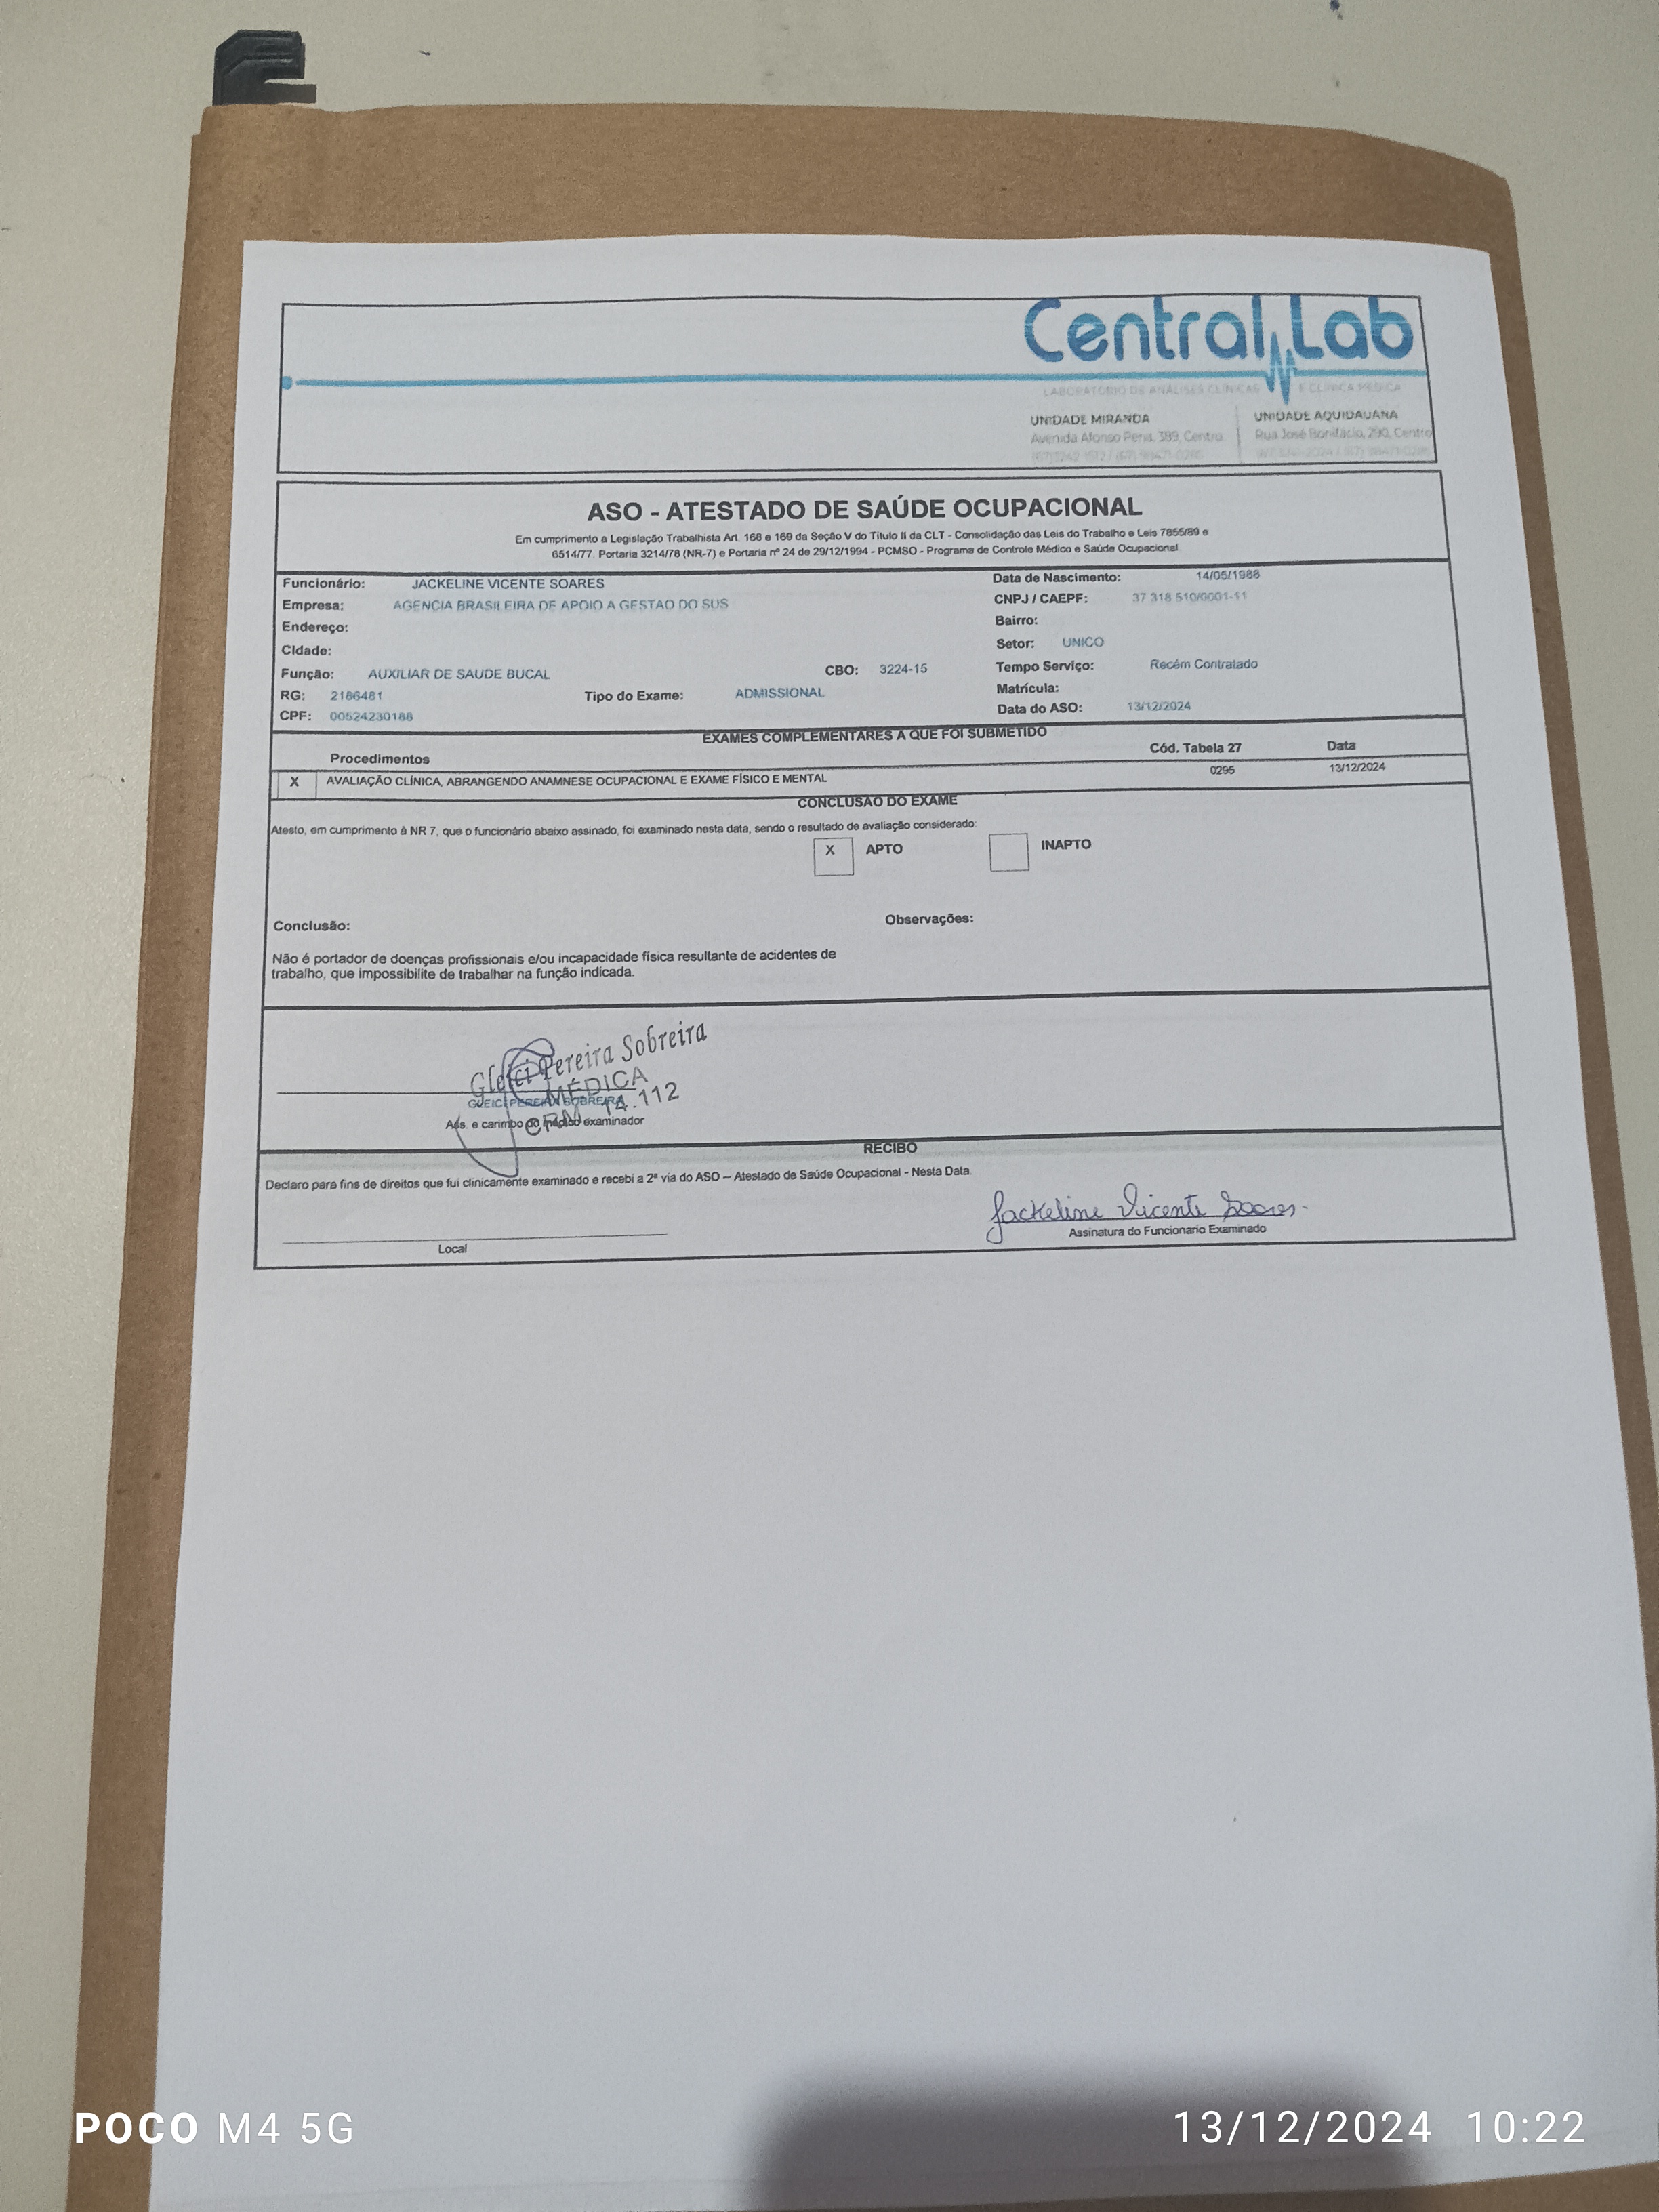 Central Lab
LABORATÓRIO DE ANÁLISES CLÍNICAS E CLÍNICA MÉDICA
UNIDADE MIRANDA UNIDADE AQUIDAUANA
Avenida Afonso Pena, 389, Centro. Rua José Bonifácio, 290, Centro
ASO - ATESTADO DE SAÚDE OCUPACIONAL
Em cumprimento a Legislação Trabalhista Art. 168 e 169 da Seção V do Titulo II da CLT - Consolidação das Leis do Trabalho e Leis 7855/89 e
6514/77. Portaria 3214/78 (NR-7) e Portaria nº 24 de 29/12/1994 - PCMSO - Programa de Controle Médico e Saúde Ocupacional
Funcionário: JACKELINE VICENTE SOARES Data de Nascimento: 14/05/1988
Empresa: AGENCIA BRASILEIRA DE APOIO A GESTAO DO SUS CNPJ / CAEPF: 37 318 510/0001-11
Endereço: Bairro:
Cidade: Setor: UNICO
Função: AUXILIAR DE SAUDE BUCAL CBO: 3224-15 Tempo Serviço: Recém Contratado
RG: 2186481 Tipo do Exame: ADMISSIONAL Matrícula:
CPF: 00524230188 Data do ASO: 13/12/2024
EXAMES COMPLEMENTARES A QUE FOI SUBMETIDO
Procedimentos Cód. Tabela 27 Data
X AVALIAÇÃO CLÍNICA, ABRANGENDO ANAMNESE OCUPACIONAL E EXAME FÍSICO E MENTAL 0295 13/12/2024
CONCLUSÃO DO EXAME
Atesto, em cumprimento à NR 7, que o funcionário abaixo assinado, foi examinado nesta data, sendo o resultado de avaliação considerado:
X APTO INAPTO
Conclusão: Observações:
Não é portador de doenças profissionais e/ou incapacidade física resultante de acidentes de
trabalho, que impossibilite de trabalhar na função indicada.
Gleici Pereira Sobreira
MÉDICA
GLEICI PEREIRA SOBREIRA
CRM 14.112
Ass. e carimbo do médico examinador
RECIBO
Declaro para fins de direitos que fui clinicamente examinado e recebi a 2ª via do ASO – Atestado de Saúde Ocupacional - Nesta Data.
Jackeline Vicente Soares.
Assinatura do Funcionario Examinado
Local
POCO M4 5G 13/12/2024 10:22